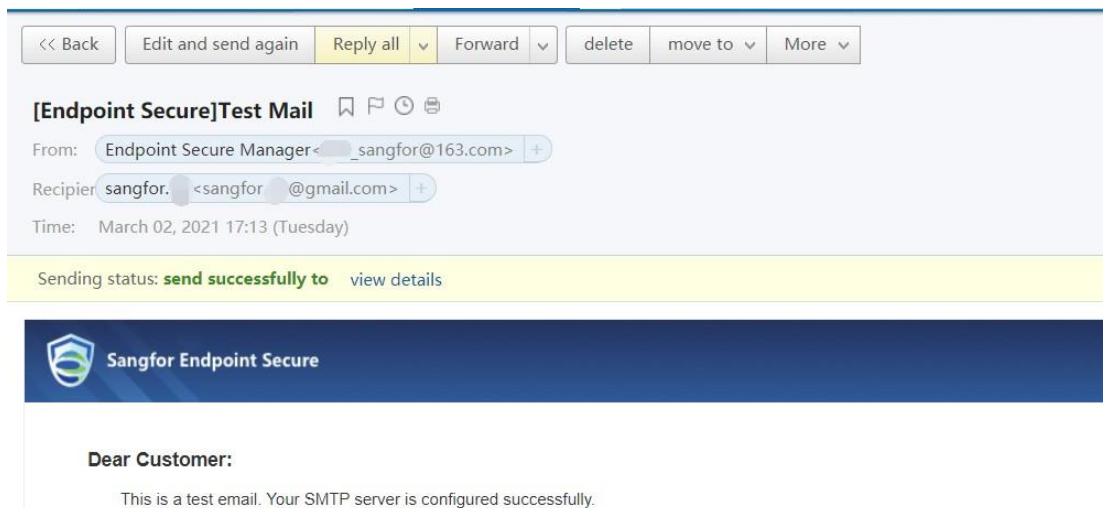 << Back Edit and send again Reply all Forward delete move to More
[Endpoint Secure]Test Mail
From: Endpoint Secure Manager< _sangfor@163.com> +
Recipier sangfor. <sangfor @gmail.com> +
Time: March 02, 2021 17:13 (Tuesday)
Sending status: send successfully to view details
Sangfor Endpoint Secure
Dear Customer:
This is a test email. Your SMTP server is configured successfully.